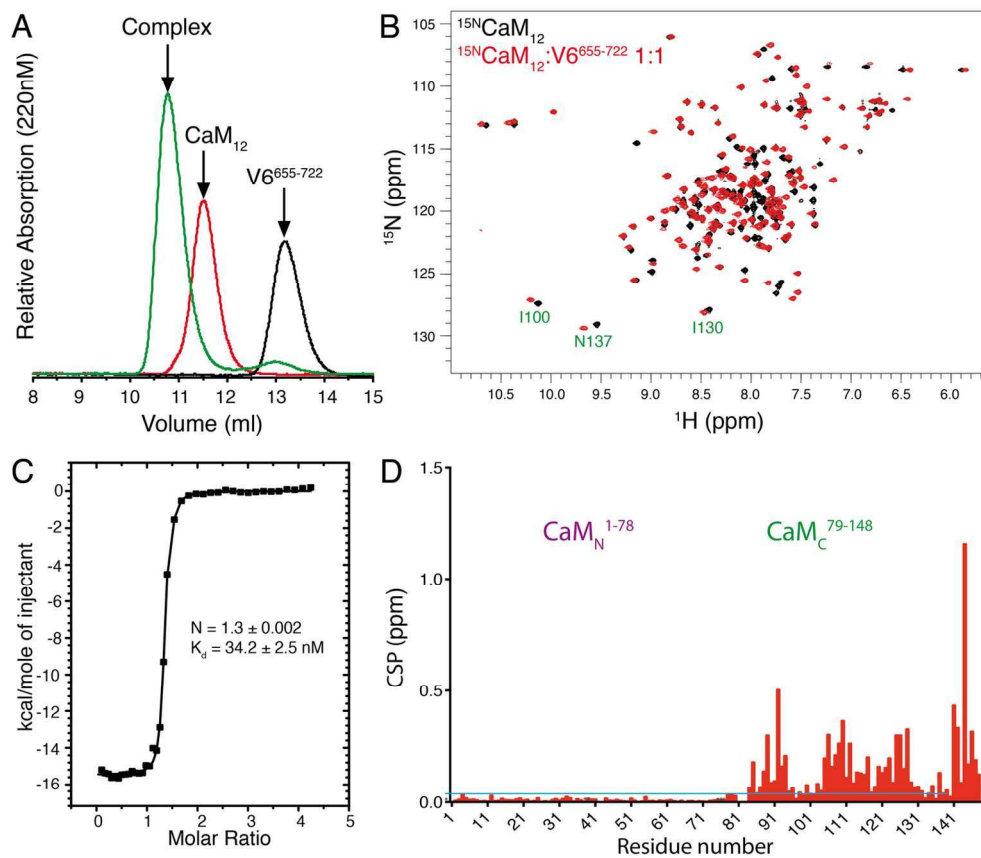 A
Complex
CaM12
V6655-722
Relative Absorption (220nM)
8 9 10 11 12 13 14 15
Volume (ml)
B
15NCaM12
15NCaM12:V6655-722 1:1
105
110
115
120
125
130
15N (ppm)
I100
N137
I130
10.5 10.0 9.5 9.0 8.5 8.0 7.5 7.0 6.5 6.0
1H (ppm)
C
0
-2
-4
-6
-8
-10
-12
-14
-16
kcal/mole of injectant
N = 1.3 ± 0.002
Kd = 34.2 ± 2.5 nM
0 1 2 3 4 5
Molar Ratio
D
1.5
1.0
0.5
0.0
CSP (ppm)
CaMN1-78
CaMC79-148
1 11 21 31 41 51 61 71 81 91 101 111 121 131 141
Residue number